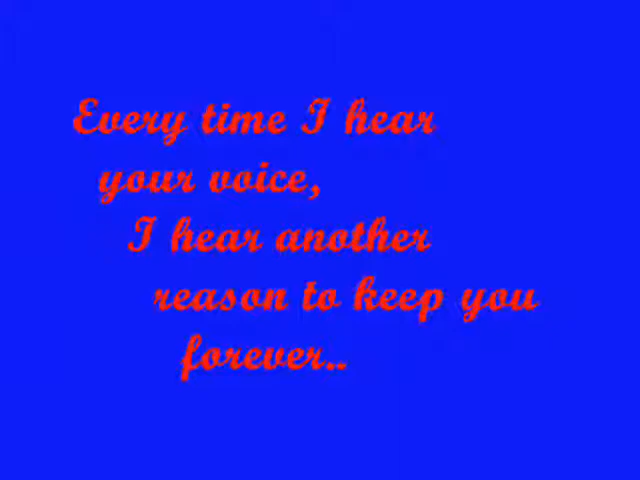 Every time I hear
your voice,
I hear another
reason to keep you
forever..